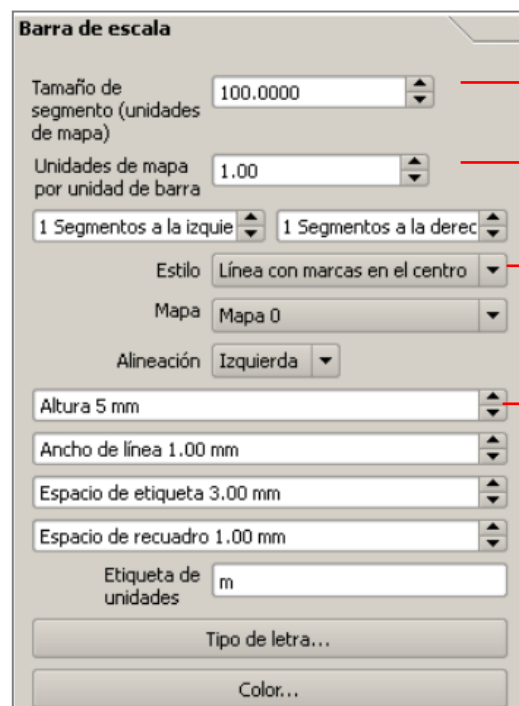 Barra de escala
Tamaño de
segmento (unidades
de mapa)
100.0000
Unidades de mapa
por unidad de barra
1.00
1 Segmentos a la izquie
1 Segmentos a la derec
Estilo
Línea con marcas en el centro
Mapa
Mapa 0
Alineación
Izquierda
Altura 5 mm
Ancho de línea 1.00 mm
Espacio de etiqueta 3.00 mm
Espacio de recuadro 1.00 mm
Etiqueta de
unidades
m
Tipo de letra...
Color...